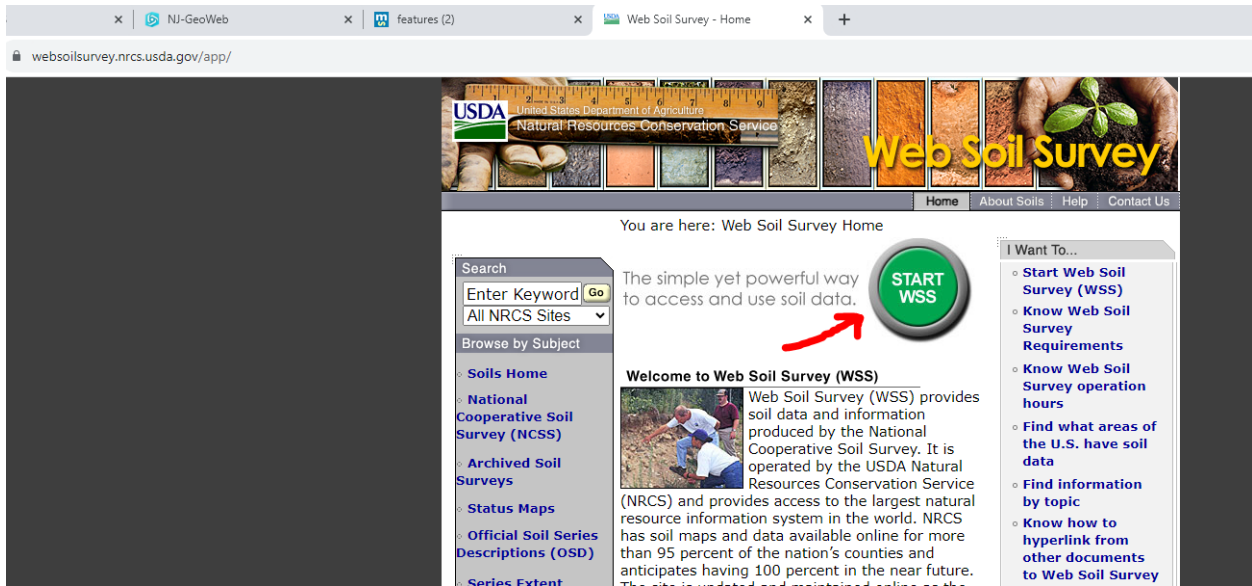 NJ-GeoWeb
features (2)
Web Soil Survey - Home
websoilsurvey.nrcs.usda.gov/app/
USDA
United States Department of Agriculture
Natural Resources Conservation Service
Web Soil Survey
Home
About Soils
Help
Contact Us
You are here: Web Soil Survey Home
Search
Enter Keyword
Go
All NRCS Sites
Browse by Subject
Soils Home
National
Cooperative Soil
Survey (NCSS)
Archived Soil
Surveys
Status Maps
Official Soil Series
Descriptions (OSD)
Series Extent
The simple yet powerful way
to access and use soil data.
START
WSS
Welcome to Web Soil Survey (WSS)
Web Soil Survey (WSS) provides
soil data and information
produced by the National
Cooperative Soil Survey. It is
operated by the USDA Natural
Resources Conservation Service
(NRCS) and provides access to the largest natural
resource information system in the world. NRCS
has soil maps and data available online for more
than 95 percent of the nation’s counties and
anticipates having 100 percent in the near future.
The site is updated and maintained online as the
I Want To...
Start Web Soil
Survey (WSS)
Know Web Soil
Survey
Requirements
Know Web Soil
Survey operation
hours
Find what areas of
the U.S. have soil
data
Find information
by topic
Know how to
hyperlink from
other documents
to Web Soil Survey